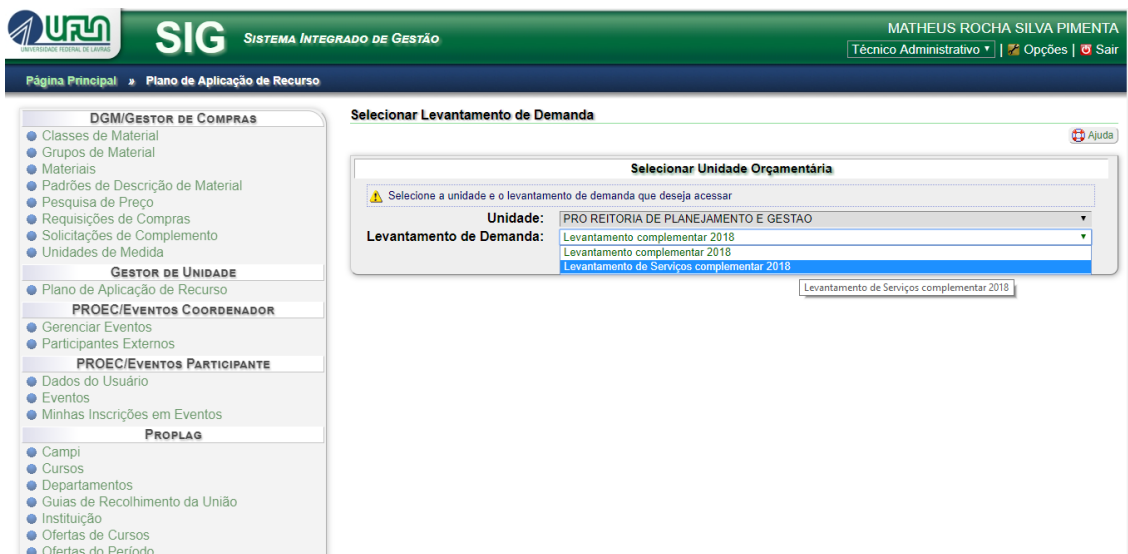 UFLA
UNIVERSIDADE FEDERAL DE LAVRAS
SIG SISTEMA INTEGRADO DE GESTÃO
MATHEUS ROCHA SILVA PIMENTA
Técnico Administrativo | Opções | Sair
Página Principal » Plano de Aplicação de Recurso
DGM/GESTOR DE COMPRAS
Classes de Material
Grupos de Material
Materiais
Padrões de Descrição de Material
Pesquisa de Preço
Requisições de Compras
Solicitações de Complemento
Unidades de Medida
GESTOR DE UNIDADE
Plano de Aplicação de Recurso
PROEC/EVENTOS COORDENADOR
Gerenciar Eventos
Participantes Externos
PROEC/EVENTOS PARTICIPANTE
Dados do Usuário
Eventos
Minhas Inscrições em Eventos
PROPLAG
Campi
Cursos
Departamentos
Guias de Recolhimento da União
Instituição
Ofertas de Cursos
Ofertas do Período
Selecionar Levantamento de Demanda
Ajuda
Selecionar Unidade Orçamentária
Selecione a unidade e o levantamento de demanda que deseja acessar
Unidade: PRO REITORIA DE PLANEJAMENTO E GESTAO
Levantamento de Demanda: Levantamento complementar 2018
Levantamento complementar 2018
Levantamento de Serviços complementar 2018
Levantamento de Serviços complementar 2018